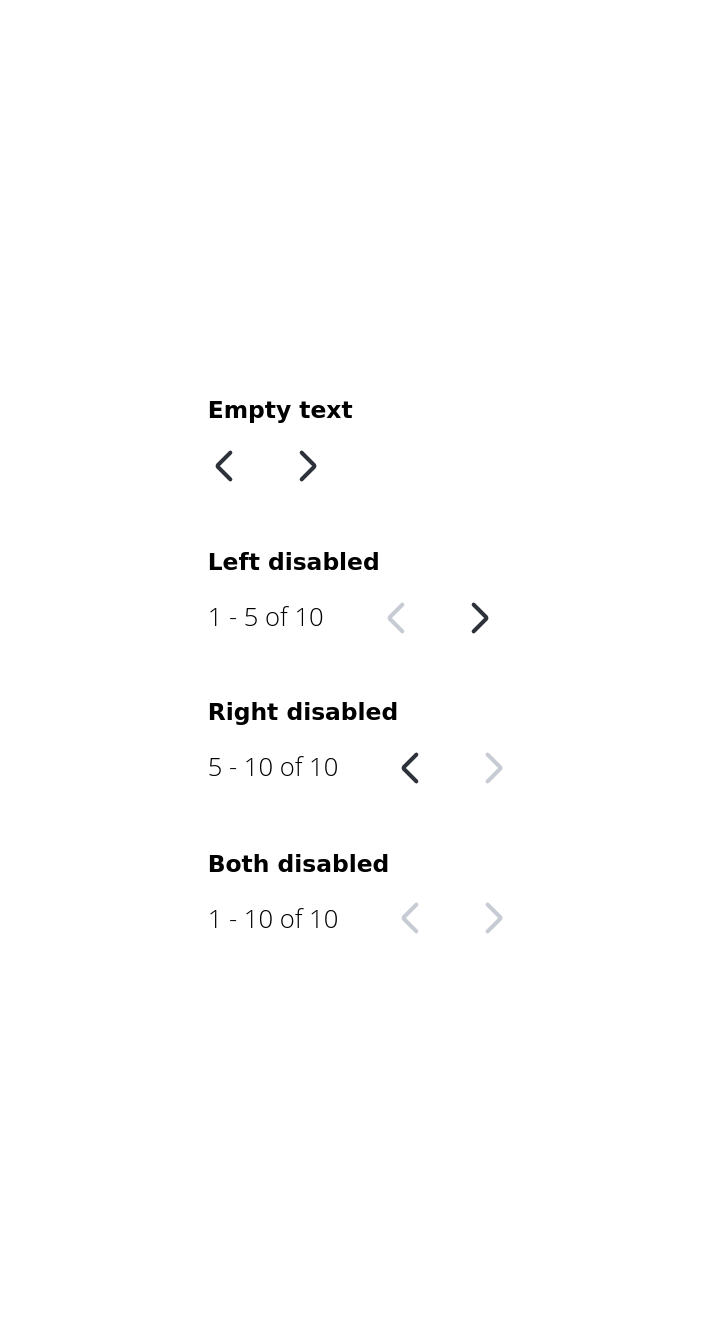 Empty text
Left disabled
1 - 5 of 10
Right disabled
5 - 10 of 10
Both disabled
1 - 10 of 10